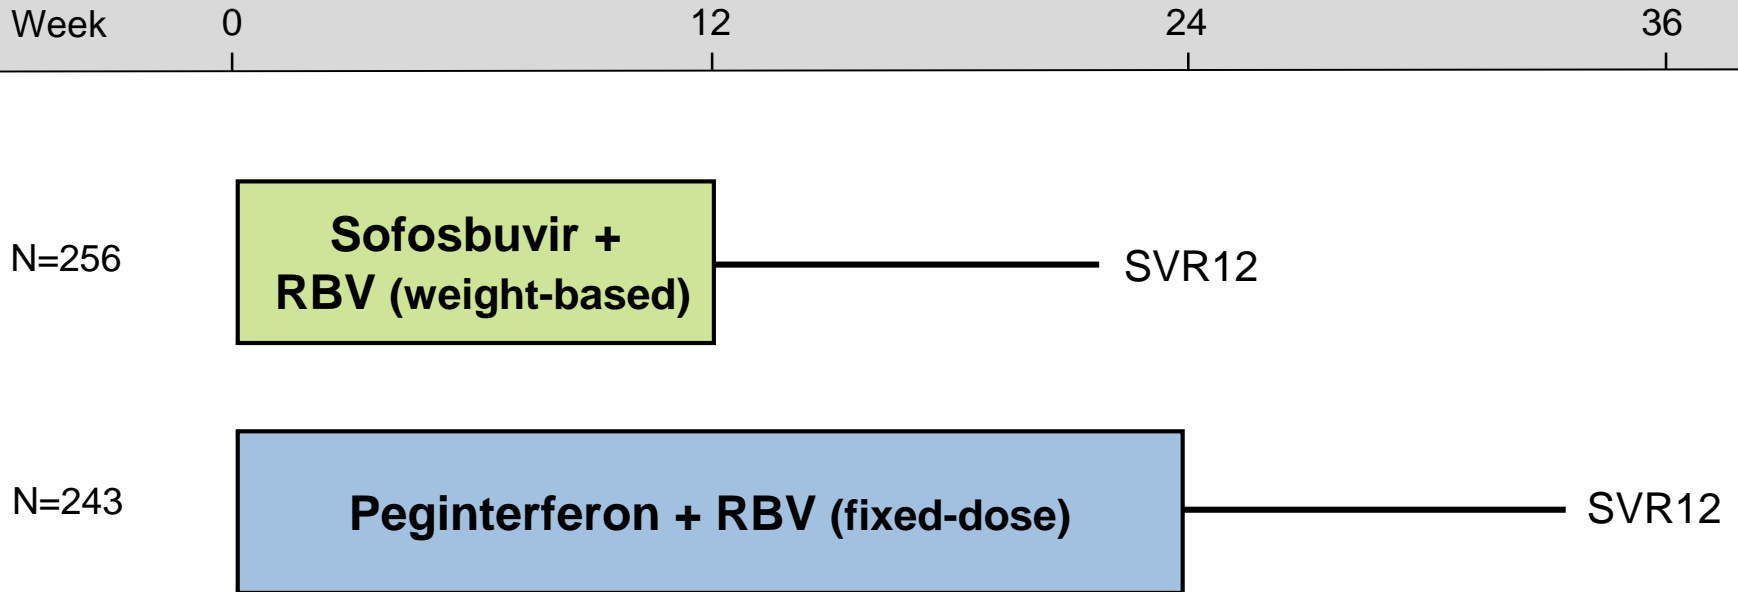 Week 0 12 24 36
N=256
Sofosbuvir +
RBV (weight-based)
SVR12
N=243
Peginterferon + RBV (fixed-dose)
SVR12